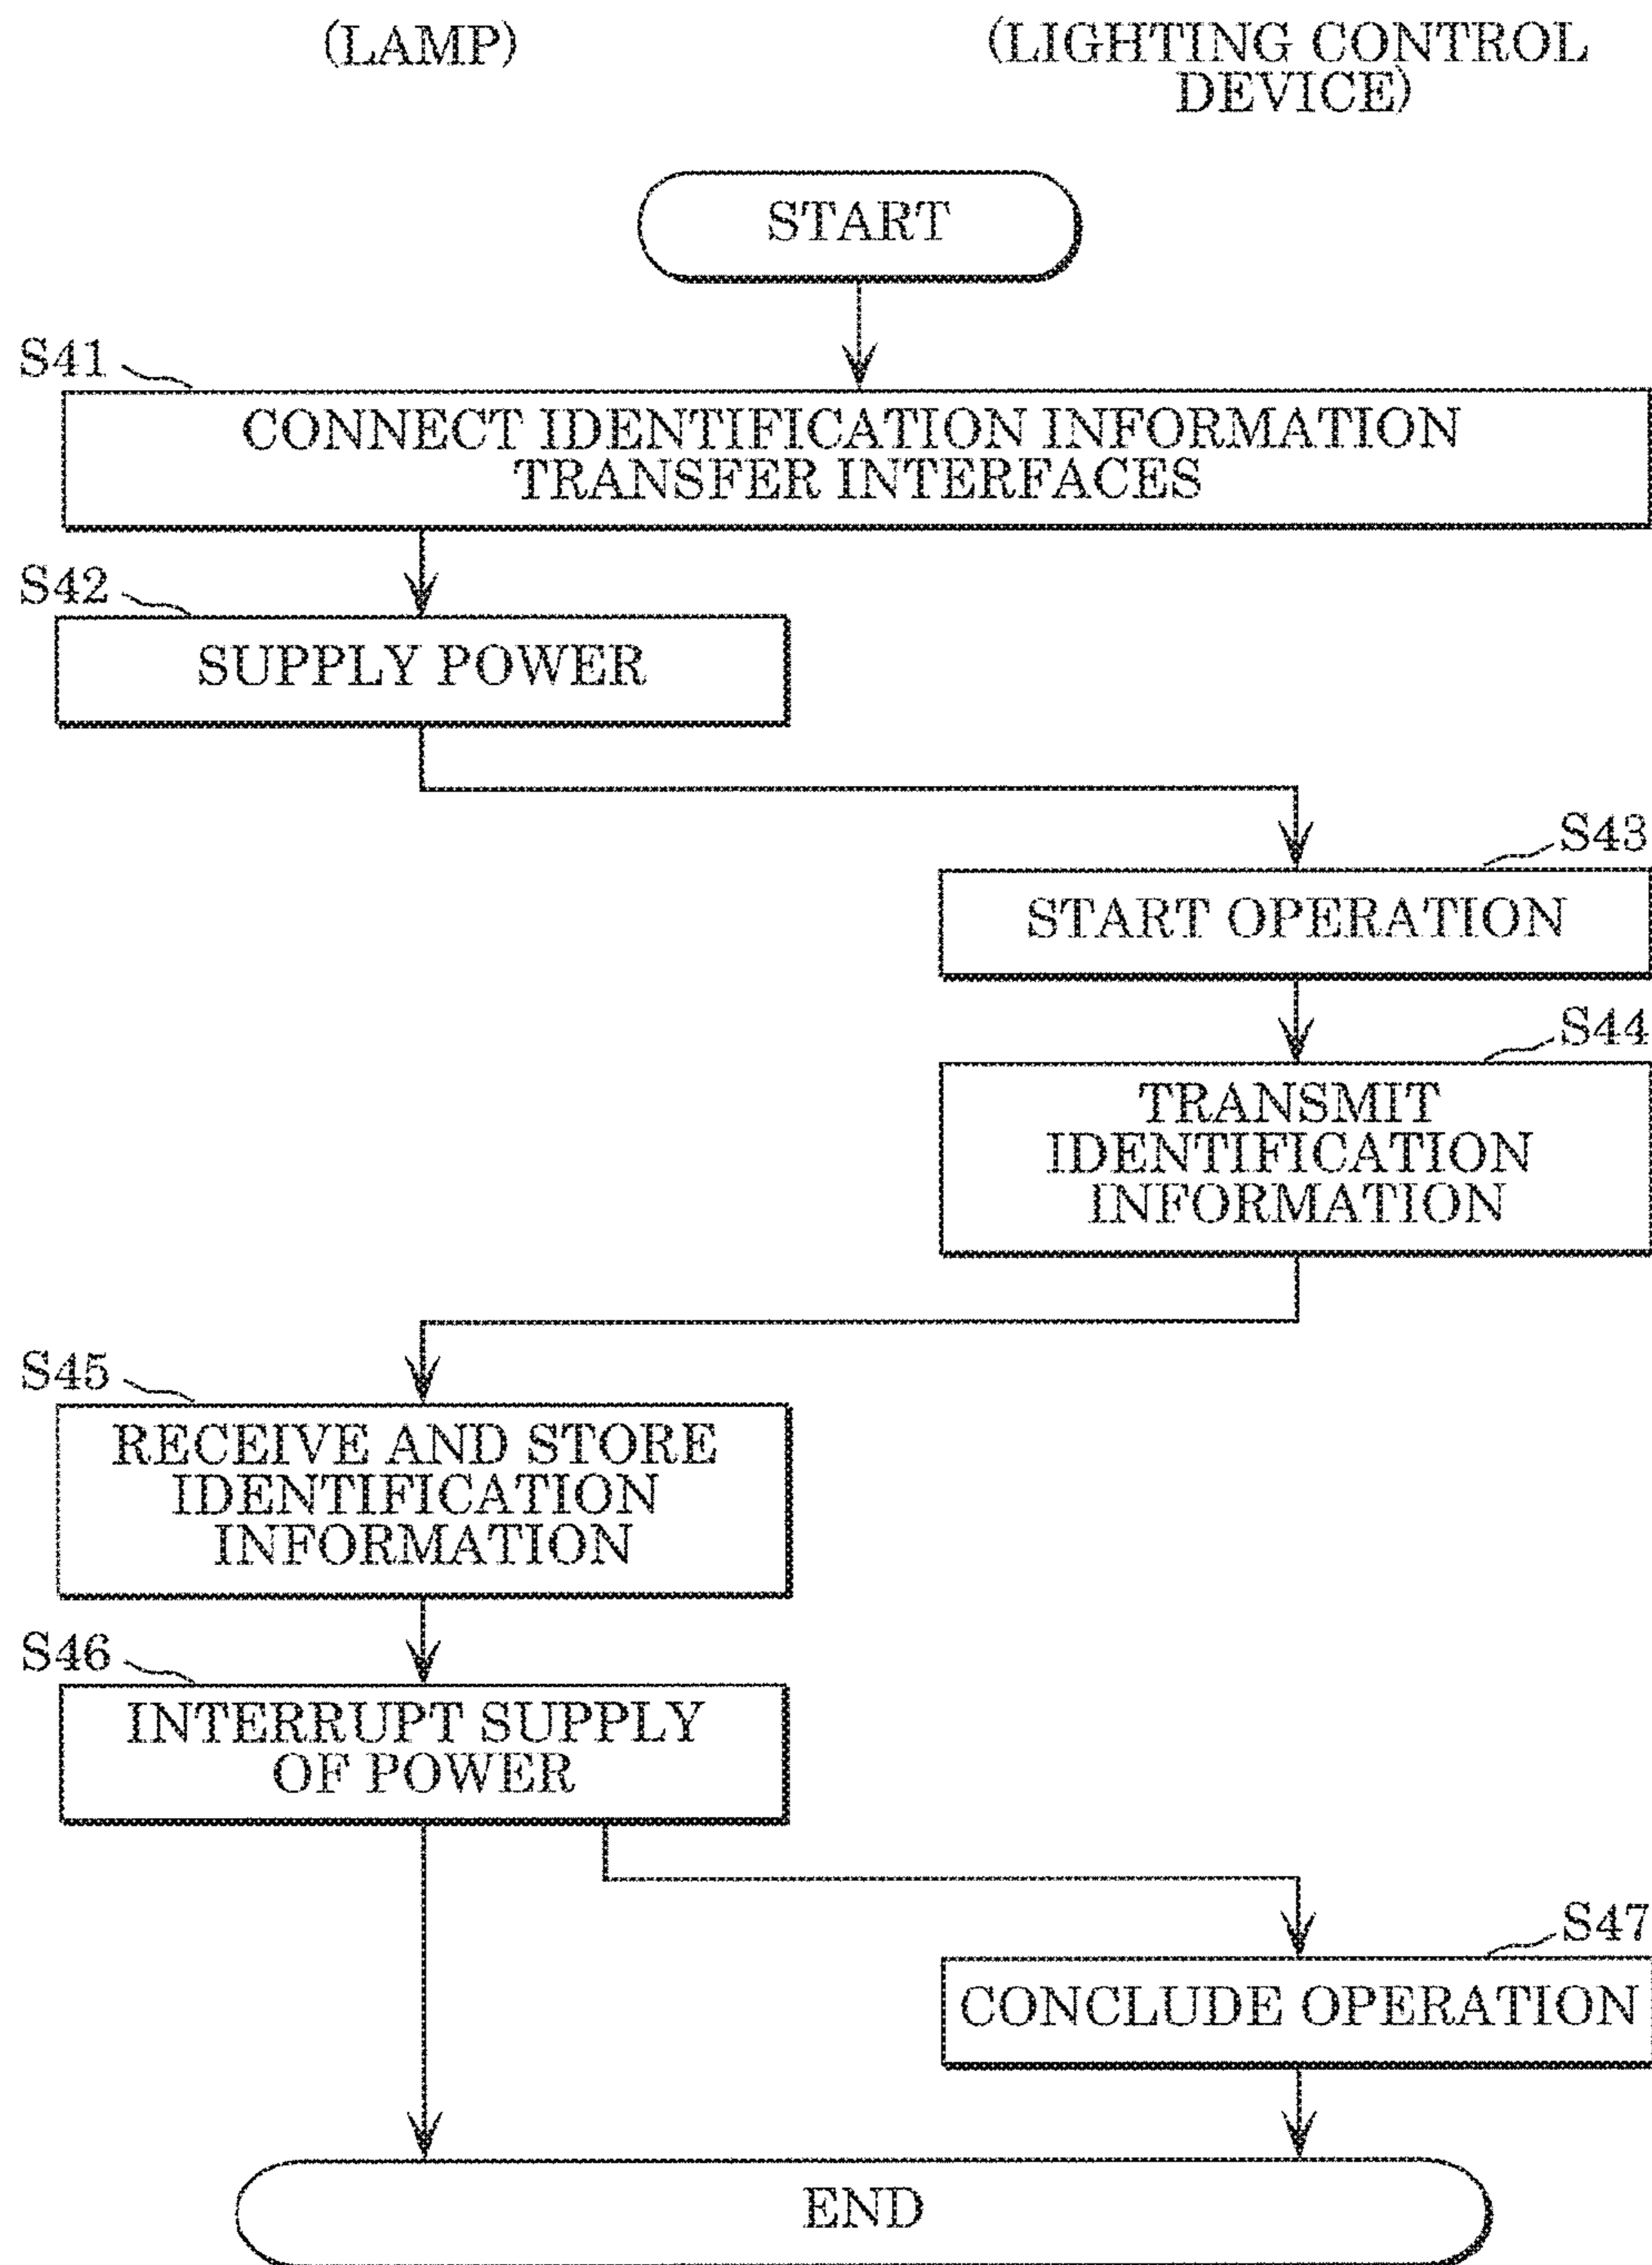 (LAMP)
(LIGHTING CONTROL
DEVICE)
START
S41
CONNECT IDENTIFICATION INFORMATION
TRANSFER INTERFACES
S42
SUPPLY POWER
S43
START OPERATION
S44
TRANSMIT
IDENTIFICATION
INFORMATION
S45
RECEIVE AND STORE
IDENTIFICATION
INFORMATION
S46
INTERRUPT SUPPLY
OF POWER
S47
CONCLUDE OPERATION
END